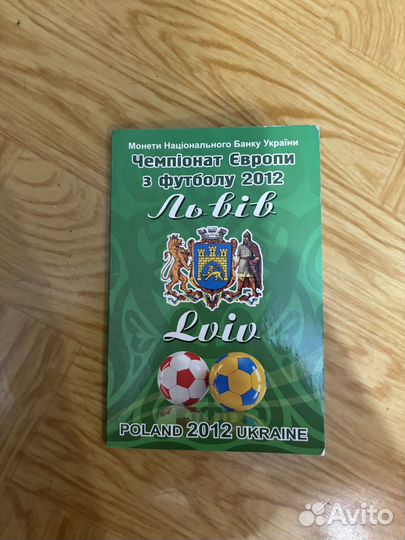 Монети Національного Банку України
Чемпіонат Європи
з футболу 2012
Львів
Lviv
POLAND 2012 UKRAINE
Avito